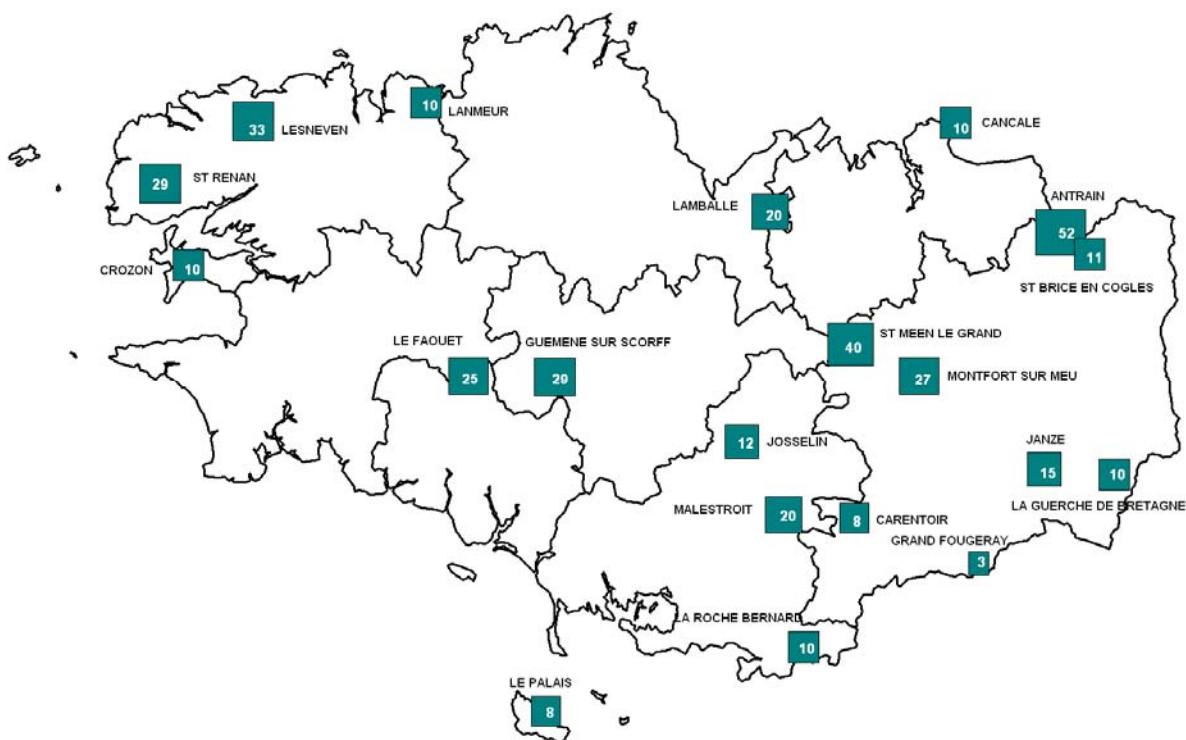 10
LANMEUR
33
LESNEVEN
10
CANCALE
29
ST RENAN
ANTRAIN
LAMBALLE
20
52
11
CROZON
10
ST BRICE EN COGLES
ST MEEN LE GRAND
40
LE FAOUET
GUEMENE SUR SCORFF
25
29
27
MONTFORT SUR MEU
12
JOSSELIN
JANZE
15
10
LA GUERCHE DE BRETAGNE
MALESTROIT
20
8
CARENTOIR
GRAND FOUGERAY
3
LA ROCHE BERNARD
10
LE PALAIS
8